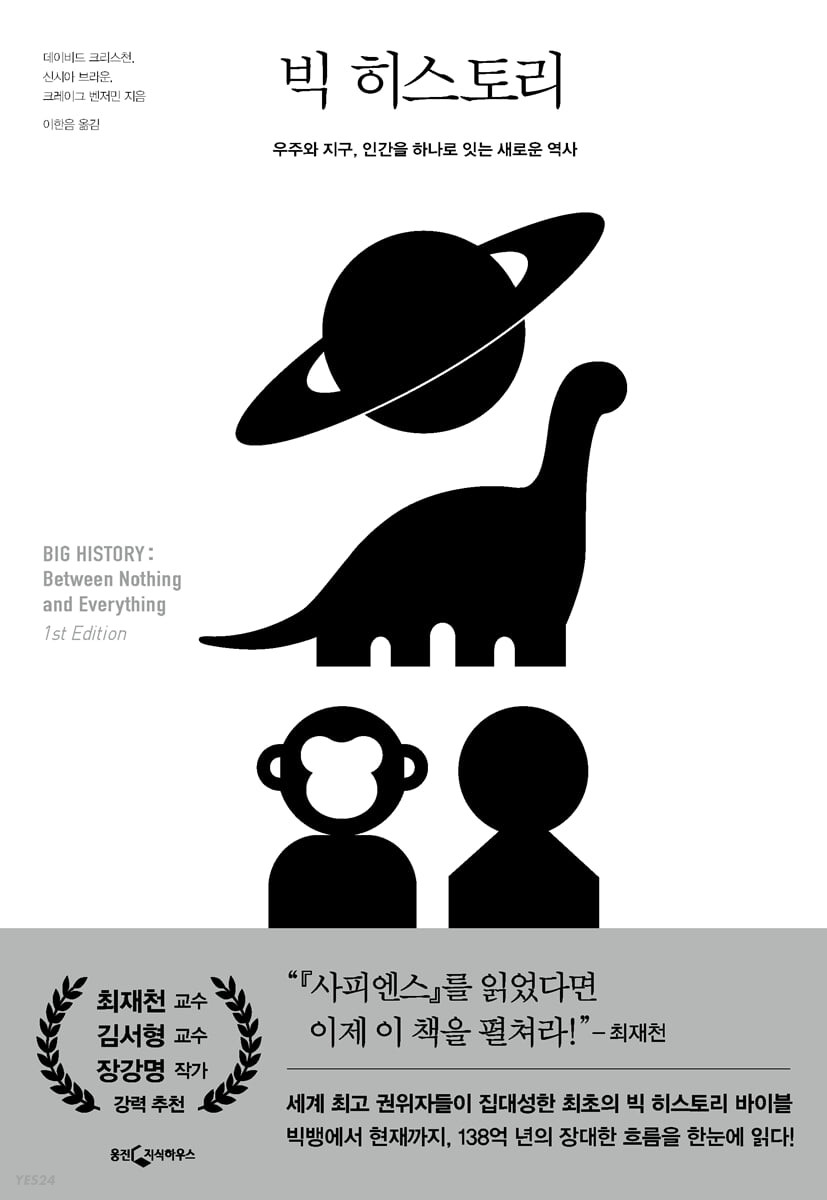 데이비드 크리스천,
신시아 브라운,
크레이그 벤저민 지음
이한음 옮김
빅 히스토리
우주와 지구, 인간을 하나로 잇는 새로운 역사
BIG HISTORY:
Between Nothing
and Everything
1st Edition
최재천 교수
김서형 교수
장강명 작가
강력 추천
웅진 지식하우스
“『사피엔스』를 읽었다면
이제 이 책을 펼쳐라!” – 최재천
세계 최고 권위자들이 집대성한 최초의 빅 히스토리 바이블
빅뱅에서 현재까지, 138억 년의 장대한 흐름을 한눈에 읽다!
YES24